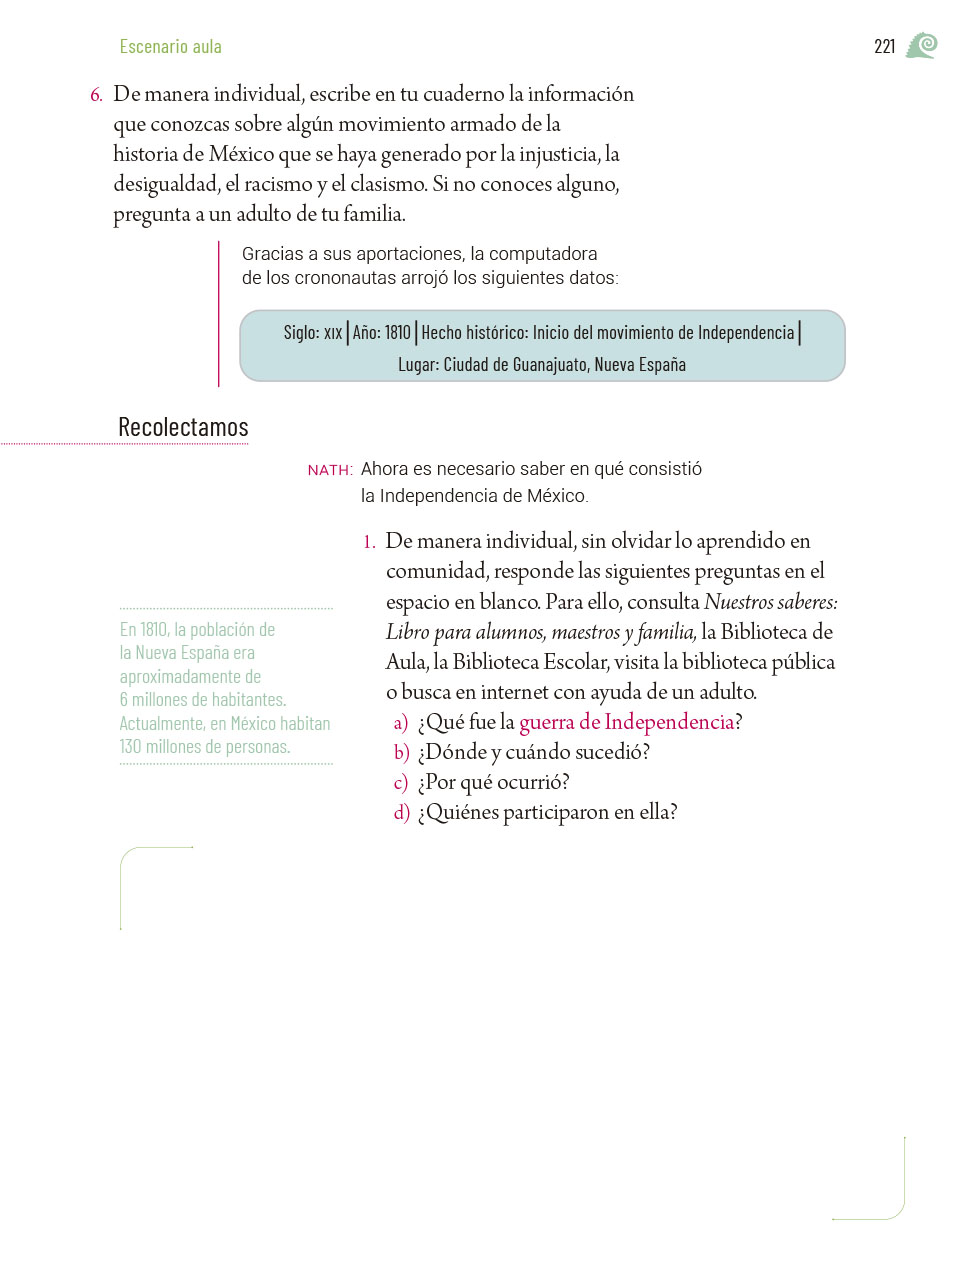 Escenario aula
221
6. De manera individual, escribe en tu cuaderno la información
que conozcas sobre algún movimiento armado de la
historia de México que se haya generado por la injusticia, la
desigualdad, el racismo y el clasismo. Si no conoces alguno,
pregunta a un adulto de tu familia.
Gracias a sus aportaciones, la computadora
de los crononautas arrojó los siguientes datos:
Siglo: XIX | Año: 1810 | Hecho histórico: Inicio del movimiento de Independencia |
Lugar: Ciudad de Guanajuato, Nueva España
Recolectamos
NATH: Ahora es necesario saber en qué consistió
la Independencia de México.
1. De manera individual, sin olvidar lo aprendido en
comunidad, responde las siguientes preguntas en el
espacio en blanco. Para ello, consulta Nuestros saberes:
Libro para alumnos, maestros y familia, la Biblioteca de
Aula, la Biblioteca Escolar, visita la biblioteca pública
o busca en internet con ayuda de un adulto.
a) ¿Qué fue la guerra de Independencia?
b) ¿Dónde y cuándo sucedió?
c) ¿Por qué ocurrió?
d) ¿Quiénes participaron en ella?
En 1810, la población de
la Nueva España era
aproximadamente de
6 millones de habitantes.
Actualmente, en México habitan
130 millones de personas.